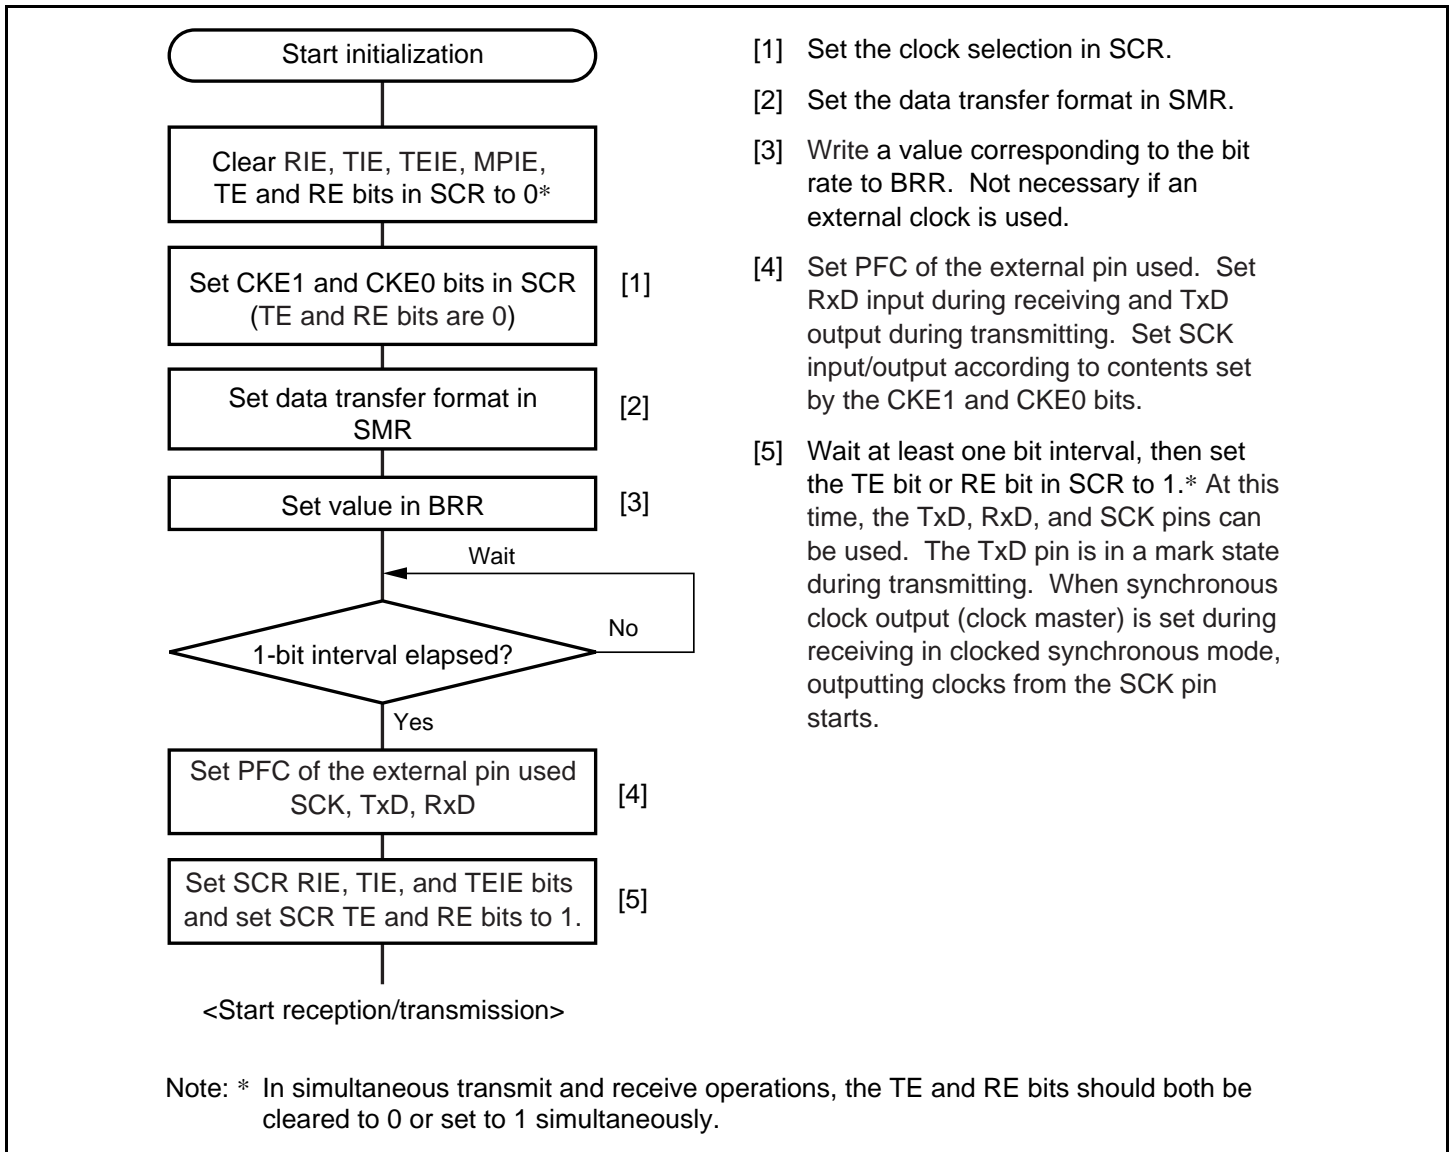 Start initialization
Clear RIE, TIE, TEIE, MPIE,
TE and RE bits in SCR to 0*
Set CKE1 and CKE0 bits in SCR
(TE and RE bits are 0)
[1]
Set data transfer format in
SMR
[2]
Set value in BRR
[3]
Wait
No
1-bit interval elapsed?
Yes
Set PFC of the external pin used
SCK, TxD, RxD
[4]
Set SCR RIE, TIE, and TEIE bits
and set SCR TE and RE bits to 1.
[5]
<Start reception/transmission>
[1] Set the clock selection in SCR.
[2] Set the data transfer format in SMR.
[3] Write a value corresponding to the bit
rate to BRR. Not necessary if an
external clock is used.
[4] Set PFC of the external pin used. Set
RxD input during receiving and TxD
output during transmitting. Set SCK
input/output according to contents set
by the CKE1 and CKE0 bits.
[5] Wait at least one bit interval, then set
the TE bit or RE bit in SCR to 1.* At this
time, the TxD, RxD, and SCK pins can
be used. The TxD pin is in a mark state
during transmitting. When synchronous
clock output (clock master) is set during
receiving in clocked synchronous mode,
outputting clocks from the SCK pin
starts.
Note: * In simultaneous transmit and receive operations, the TE and RE bits should both be
cleared to 0 or set to 1 simultaneously.